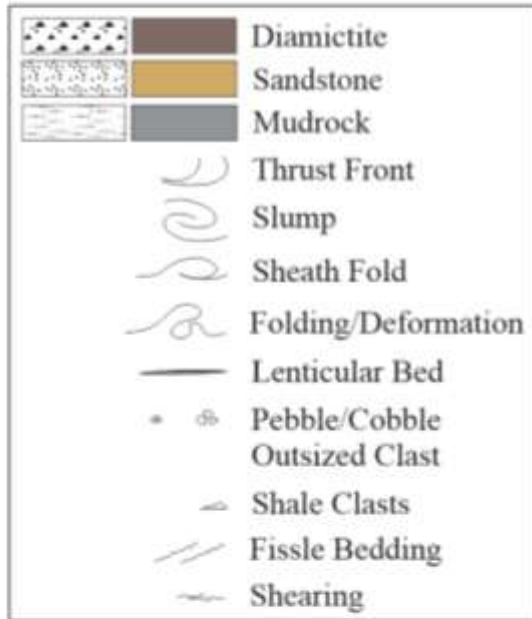 Diamictite
Sandstone
Mudrock
Thrust Front
Slump
Sheath Fold
Folding/Deformation
Lenticular Bed
Pebble/Cobble
Outsized Clast
Shale Clasts
Fissle Bedding
Shearing